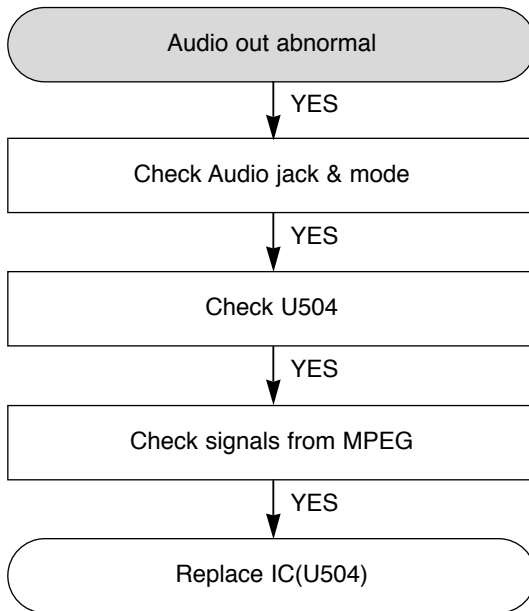 Audio out abnormal
YES
Check Audio jack & mode
YES
Check U504
YES
Check signals from MPEG
YES
Replace IC(U504)